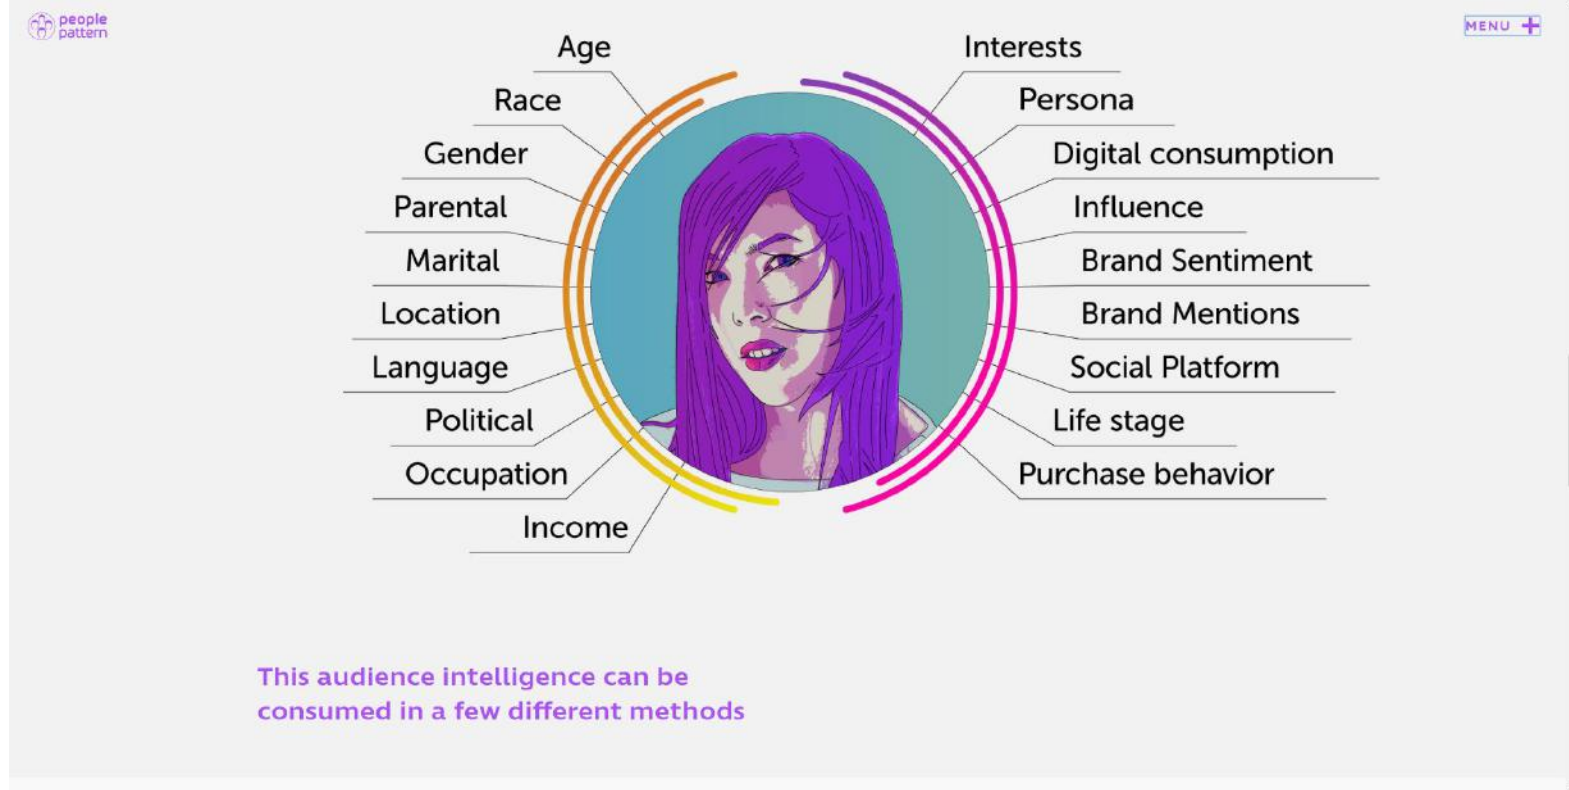 people
pattern
MENU
Age
Race
Gender
Parental
Marital
Location
Language
Political
Occupation
Income
Interests
Persona
Digital consumption
Influence
Brand Sentiment
Brand Mentions
Social Platform
Life stage
Purchase behavior
This audience intelligence can be
consumed in a few different methods